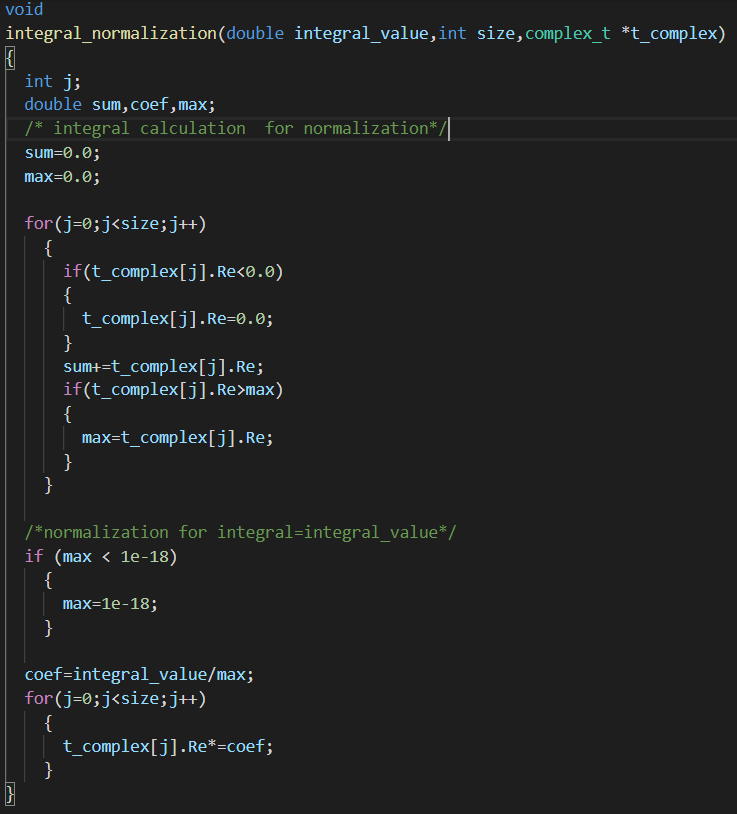 void
integral_normalization(double integral_value,int size,complex_t *t_complex)
{
  int j;
  double sum,coef,max;
  /* integral calculation  for normalization*/
  sum=0.0;
  max=0.0;

  for(j=0;j<size;j++)
    {
      if(t_complex[j].Re<0.0)
      {
        t_complex[j].Re=0.0;
      }
      sum+=t_complex[j].Re;
      if(t_complex[j].Re>max)
      {
        max=t_complex[j].Re;
      }
    }

  /*normalization for integral=integral_value*/
  if (max < 1e-18)
    {
      max=1e-18;
    }

  coef=integral_value/max;
  for(j=0;j<size;j++)
    {
      t_complex[j].Re*=coef;
    }
}